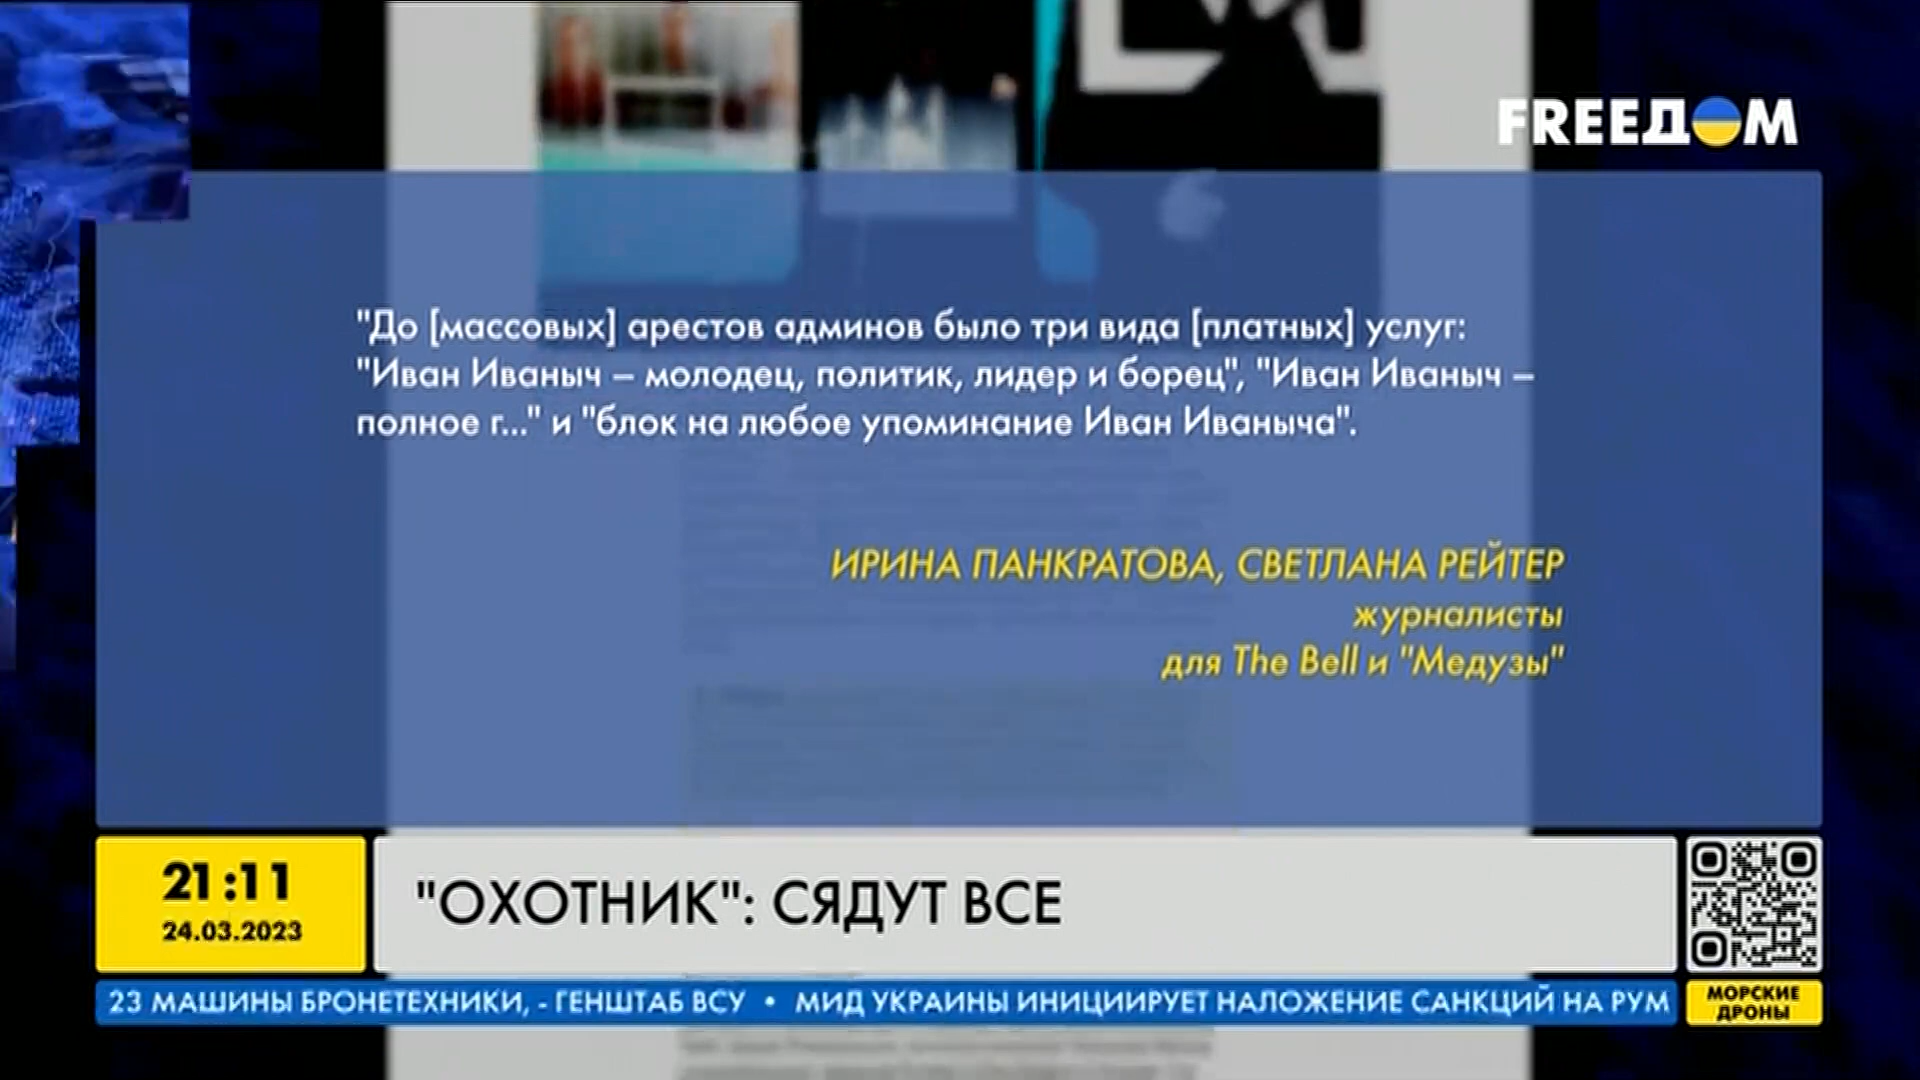 FREEДOM
"До [массовых] арестов админов было три вида [платных] услуг:
"Иван Иваныч – молодец, политик, лидер и борец", "Иван Иваныч –
полное г..." и "блок на любое упоминание Иван Иваныча".
ИРИНА ПАНКРАТОВА, СВЕТЛАНА РЕЙТЕР
журналисты
для The Bell и "Медузы"
21:11
24.03.2023
"ОХОТНИК": СЯДУТ ВСЕ
23 МАШИНЫ БРОНЕТЕХНИКИ, - ГЕНШТАБ ВСУ • МИД УКРАИНЫ ИНИЦИИРУЕТ НАЛОЖЕНИЕ САНКЦИЙ НА РУМ
МОРСКИЕ
ДРОНЫ